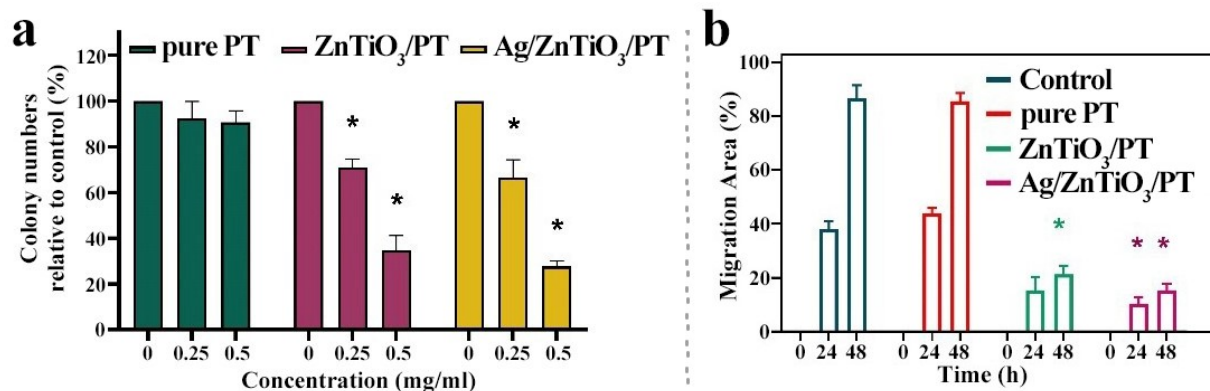 a
pure PT ZnTiO₃/PT Ag/ZnTiO₃/PT
Colony numbers
relative to control (%)
120
100
80
60
40
20
0
* * * *
0 0.25 0.5 0 0.25 0.5 0 0.25 0.5
Concentration (mg/ml)
b
Control
pure PT
ZnTiO₃/PT
Ag/ZnTiO₃/PT
Migration Area (%)
100
80
60
40
20
0
* * *
0 24 48 0 24 48 0 24 48 0 24 48
Time (h)